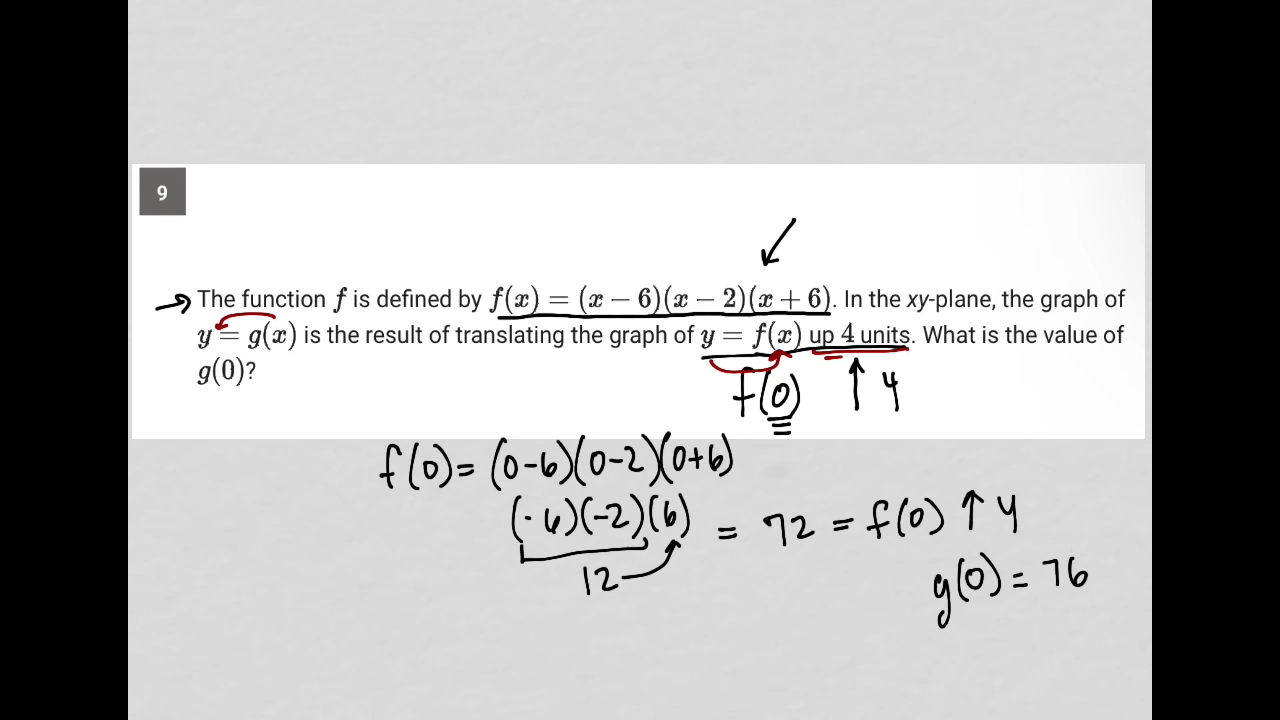 9
The function f is defined by f(x) = (x − 6)(x − 2)(x + 6). In the xy-plane, the graph of
y = g(x) is the result of translating the graph of y = f(x) up 4 units. What is the value of
g(0)?
f(0) ↑ 4
f(0) = (0-6)(0-2)(0+6)
(-6)(-2)(6) = 72 = f(0) ↑ 4
12
g(0) = 76